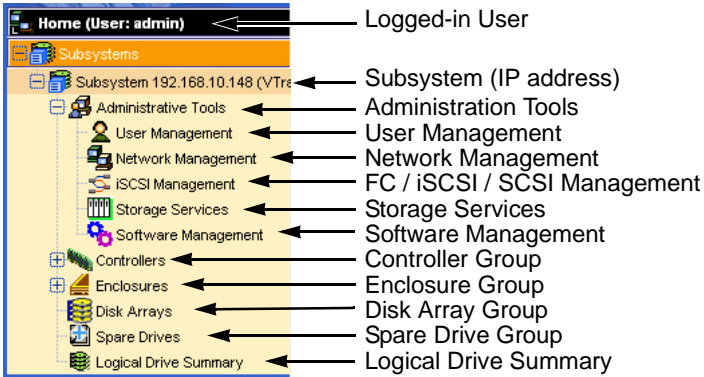 Home (User: admin) Logged-in User
Subsystems
Subsystem 192.168.10.148 (VTra Subsystem (IP address)
Administrative Tools Administration Tools
User Management User Management
Network Management Network Management
iSCSI Management FC / iSCSI / SCSI Management
Storage Services Storage Services
Software Management Software Management
Controllers Controller Group
Enclosures Enclosure Group
Disk Arrays Disk Array Group
Spare Drives Spare Drive Group
Logical Drive Summary Logical Drive Summary